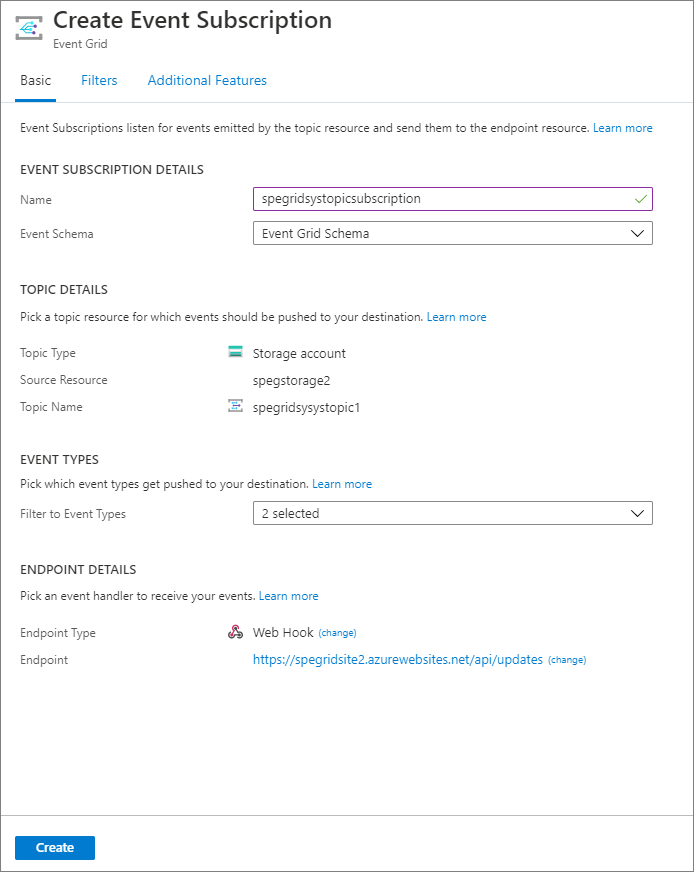 Create Event Subscription
Event Grid
Basic Filters Additional Features
Event Subscriptions listen for events emitted by the topic resource and send them to the endpoint resource. Learn more
EVENT SUBSCRIPTION DETAILS
Name spegridsystopicsubscription
Event Schema Event Grid Schema
TOPIC DETAILS
Pick a topic resource for which events should be pushed to your destination. Learn more
Topic Type Storage account
Source Resource spegstorage2
Topic Name spegridsysystopic1
EVENT TYPES
Pick which event types get pushed to your destination. Learn more
Filter to Event Types 2 selected
ENDPOINT DETAILS
Pick an event handler to receive your events. Learn more
Endpoint Type Web Hook (change)
Endpoint https://spegridsite2.azurewebsites.net/api/updates (change)
Create